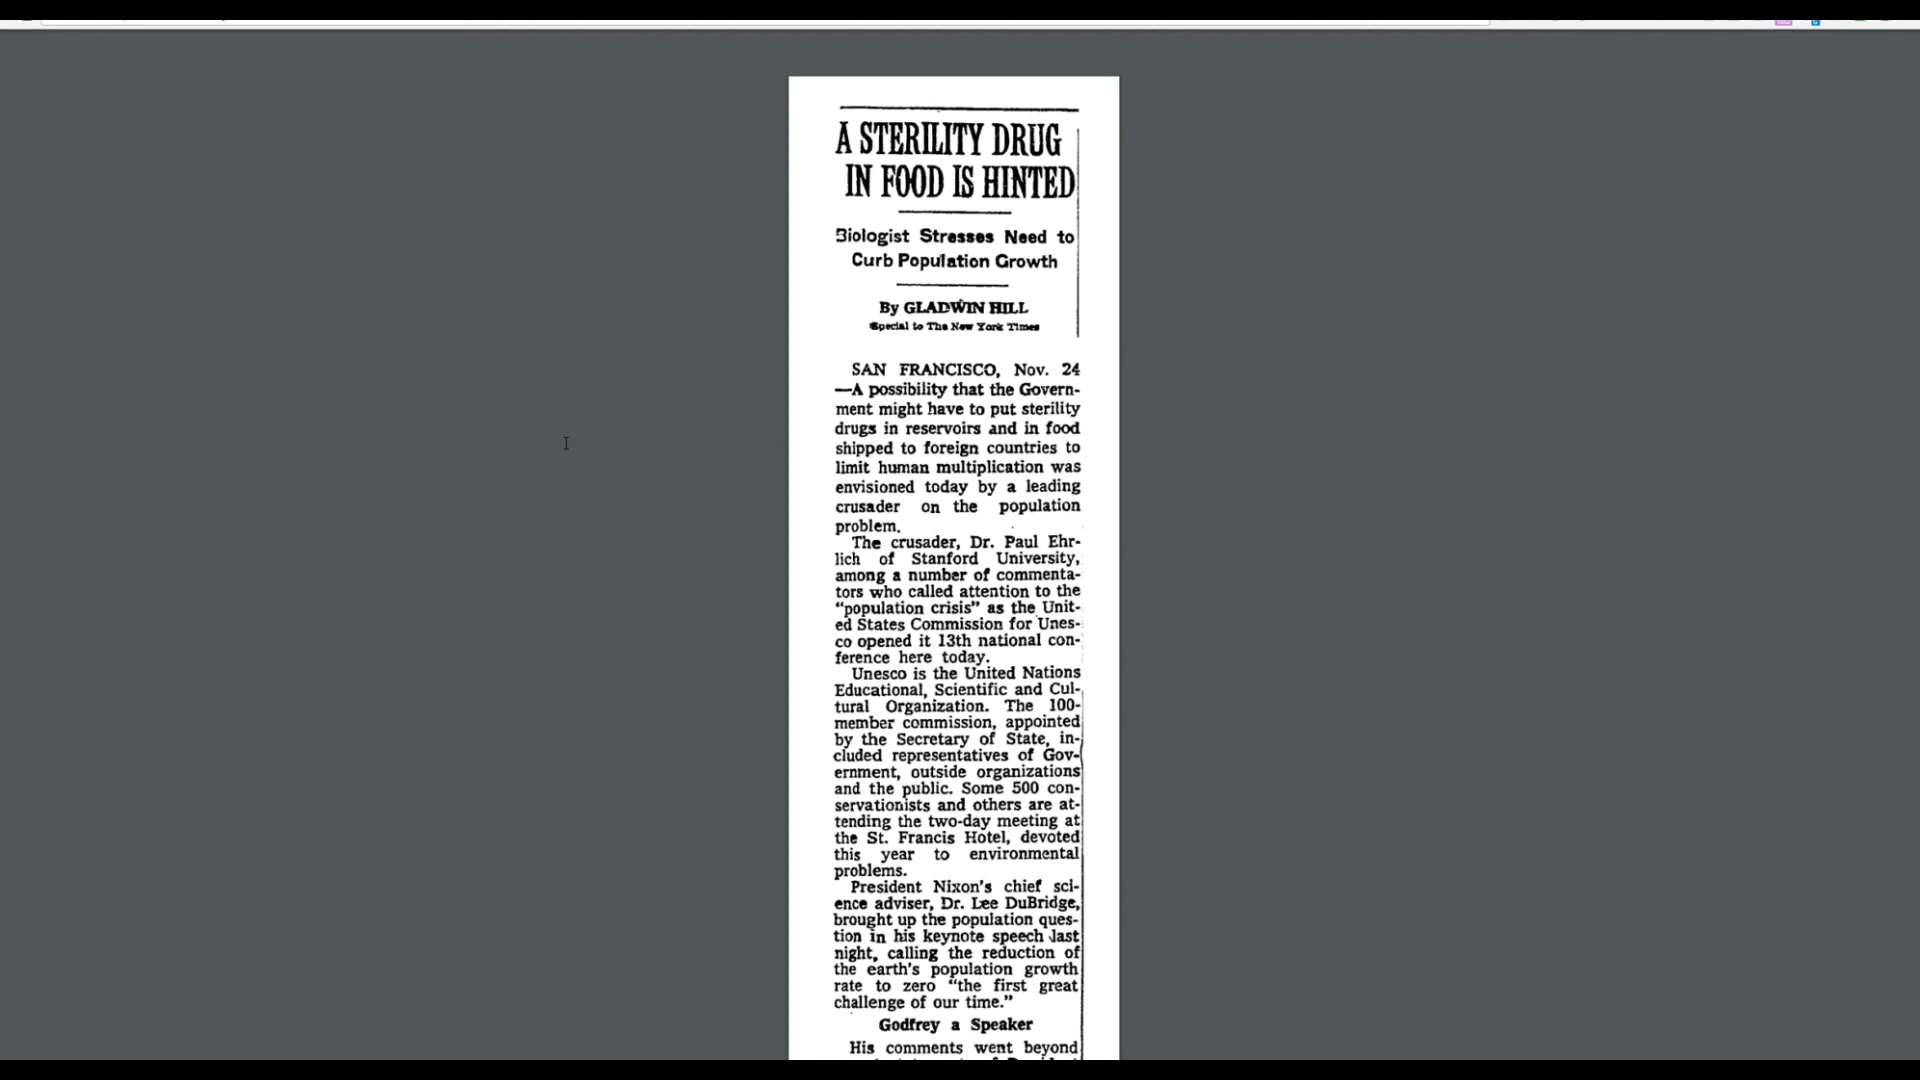 A STERILITY DRUG
IN FOOD IS HINTED
Biologist Stresses Need to
Curb Population Growth
By GLADWIN HILL
Special to The New York Times
SAN FRANCISCO, Nov. 24
—A possibility that the Govern-
ment might have to put sterility
drugs in reservoirs and in food
shipped to foreign countries to
limit human multiplication was
envisioned today by a leading
crusader on the population
problem.
The crusader, Dr. Paul Ehr-
lich of Stanford University,
among a number of commenta-
tors who called attention to the
“population crisis” as the Unit-
ed States Commission for Unes-
co opened it 13th national con-
ference here today.
Unesco is the United Nations
Educational, Scientific and Cul-
tural Organization. The 100-
member commission, appointed
by the Secretary of State, in-
cluded representatives of Gov-
ernment, outside organizations
and the public. Some 500 con-
servationists and others are at-
tending the two-day meeting at
the St. Francis Hotel, devoted
this year to environmental
problems.
President Nixon's chief sci-
ence adviser, Dr. Lee DuBridge,
brought up the population ques-
tion in his keynote speech last
night, calling the reduction of
the earth's population growth
rate to zero “the first great
challenge of our time.”
Godfrey a Speaker
His comments went beyond